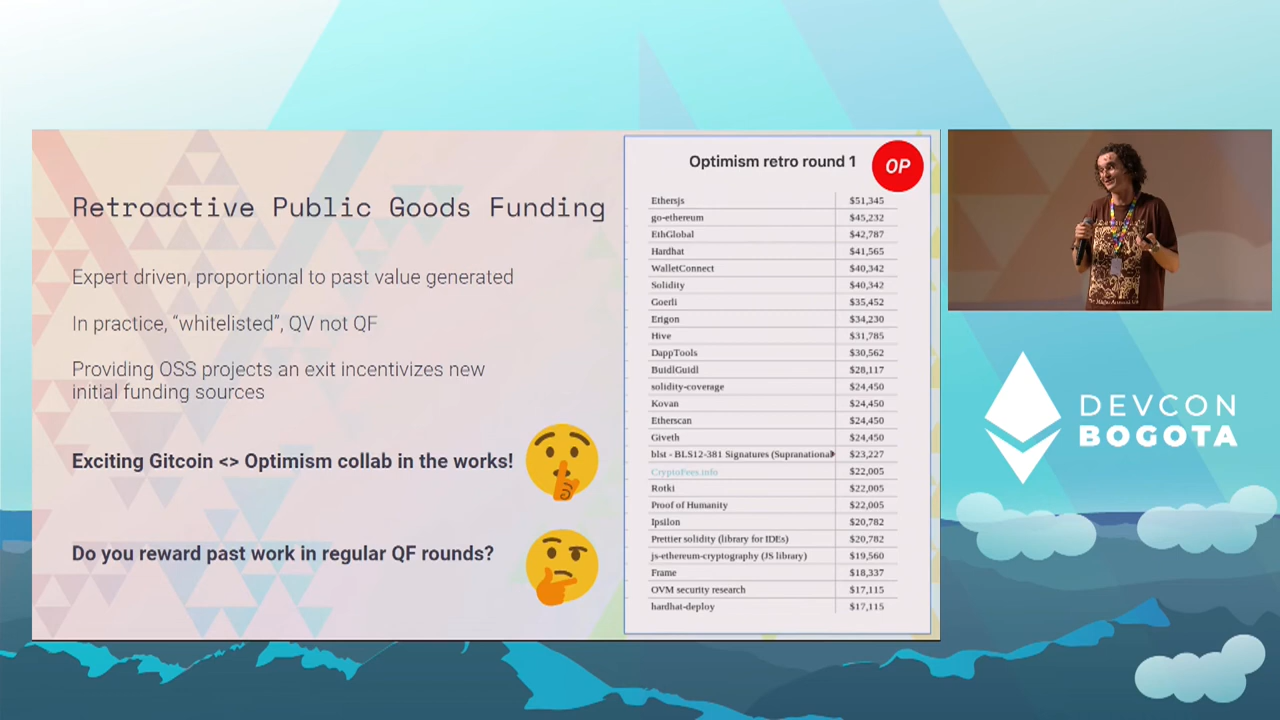 Retroactive Public Goods Funding
Expert driven, proportional to past value generated
In practice, “whitelisted”, QV not QF
Providing OSS projects an exit incentivizes new
initial funding sources
Exciting Gitcoin <> Optimism collab in the works!
Do you reward past work in regular QF rounds?
Optimism retro round 1
OP
Ethersjs $51,345
go-ethereum $45,232
EthGlobal $42,787
Hardhat $41,565
WalletConnect $40,342
Solidity $40,342
Goerli $35,452
Erigon $34,230
Hive $31,785
DappTools $30,562
BuidlGuidl $28,117
solidity-coverage $24,450
Kovan $24,450
Etherscan $24,450
Giveth $24,450
blst - BLS12-381 Signatures (Supranational $23,227
CryptoFees.info $22,005
Rotki $22,005
Proof of Humanity $22,005
Ipsilon $20,782
Prettier solidity (library for IDEs) $20,782
js-ethereum-cryptography (JS library) $19,560
Frame $18,337
OVM security research $17,115
hardhat-deploy $17,115
DEVCON
BOGOTA